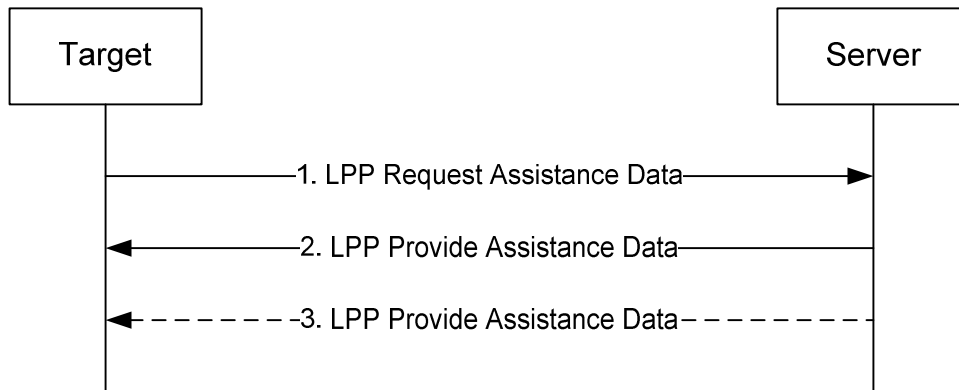 Target
Server
1. LPP Request Assistance Data
2. LPP Provide Assistance Data
3. LPP Provide Assistance Data